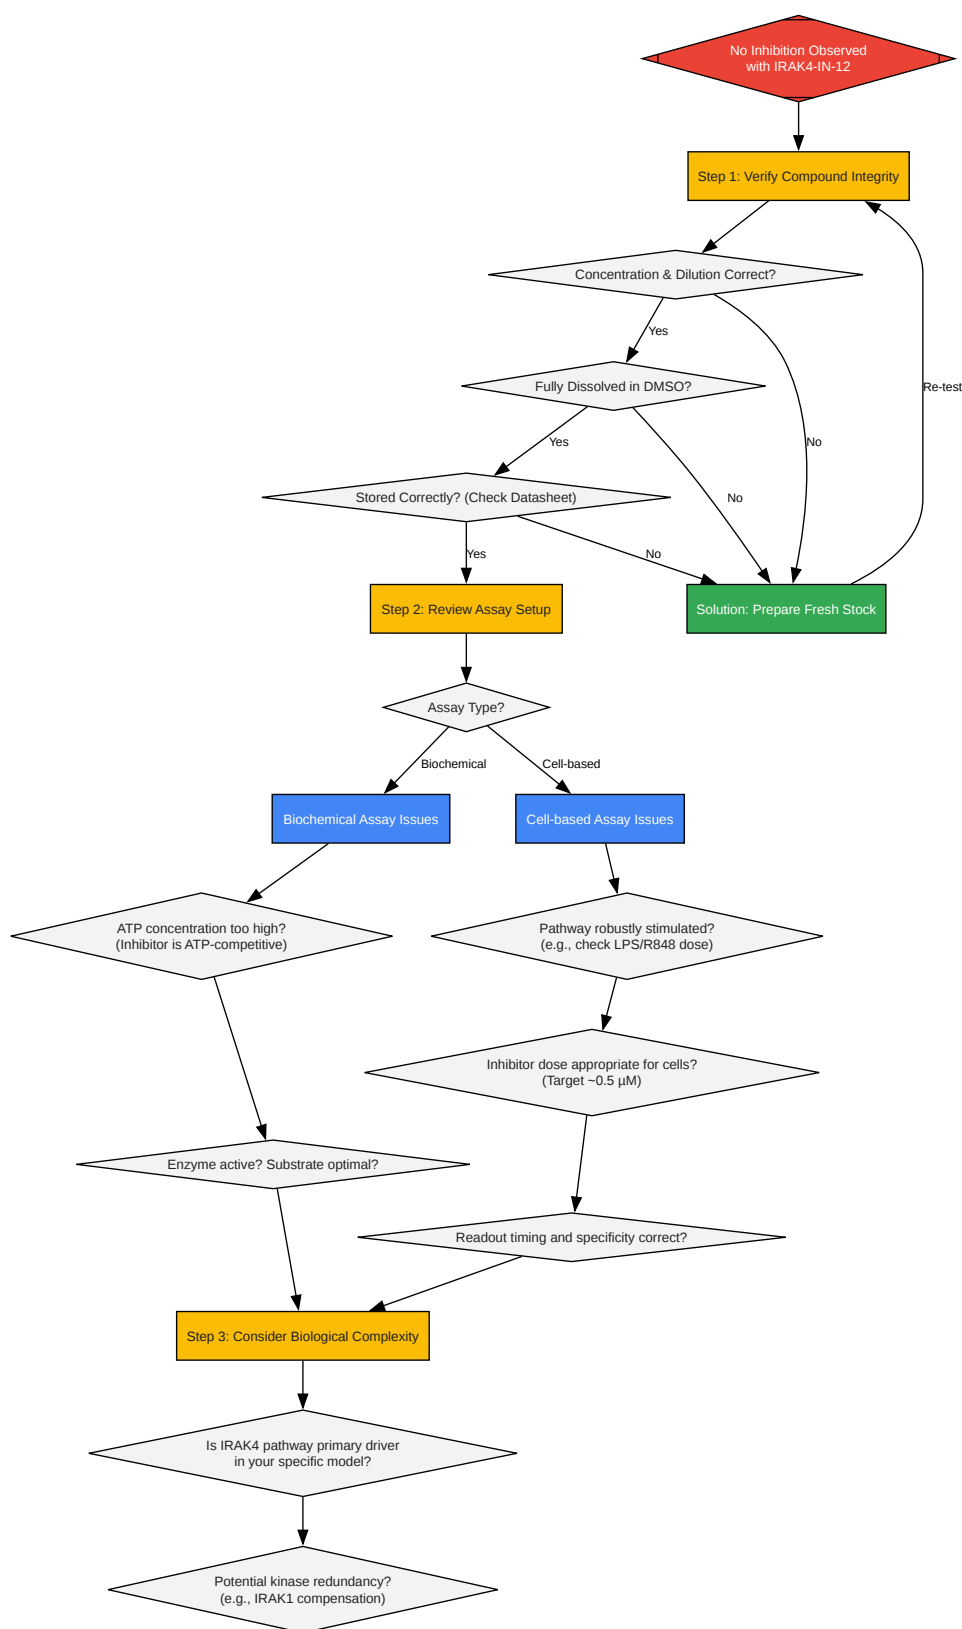 No Inhibition Observed
with IRAK4-IN-12
Step 1: Verify Compound Integrity
Concentration & Dilution Correct?
Yes
Fully Dissolved in DMSO?
Re-test
Yes
No
Stored Correctly? (Check Datasheet)
No
Yes
No
Step 2: Review Assay Setup
Solution: Prepare Fresh Stock
Assay Type?
Biochemical
Cell-based
Biochemical Assay Issues
Cell-based Assay Issues
ATP concentration too high?
(Inhibitor is ATP-competitive)
Pathway robustly stimulated?
(e.g., check LPS/R848 dose)
Inhibitor dose appropriate for cells?
(Target ~0.5 µM)
Enzyme active? Substrate optimal?
Readout timing and specificity correct?
Step 3: Consider Biological Complexity
Is IRAK4 pathway primary driver
in your specific model?
Potential kinase redundancy?
(e.g., IRAK1 compensation)